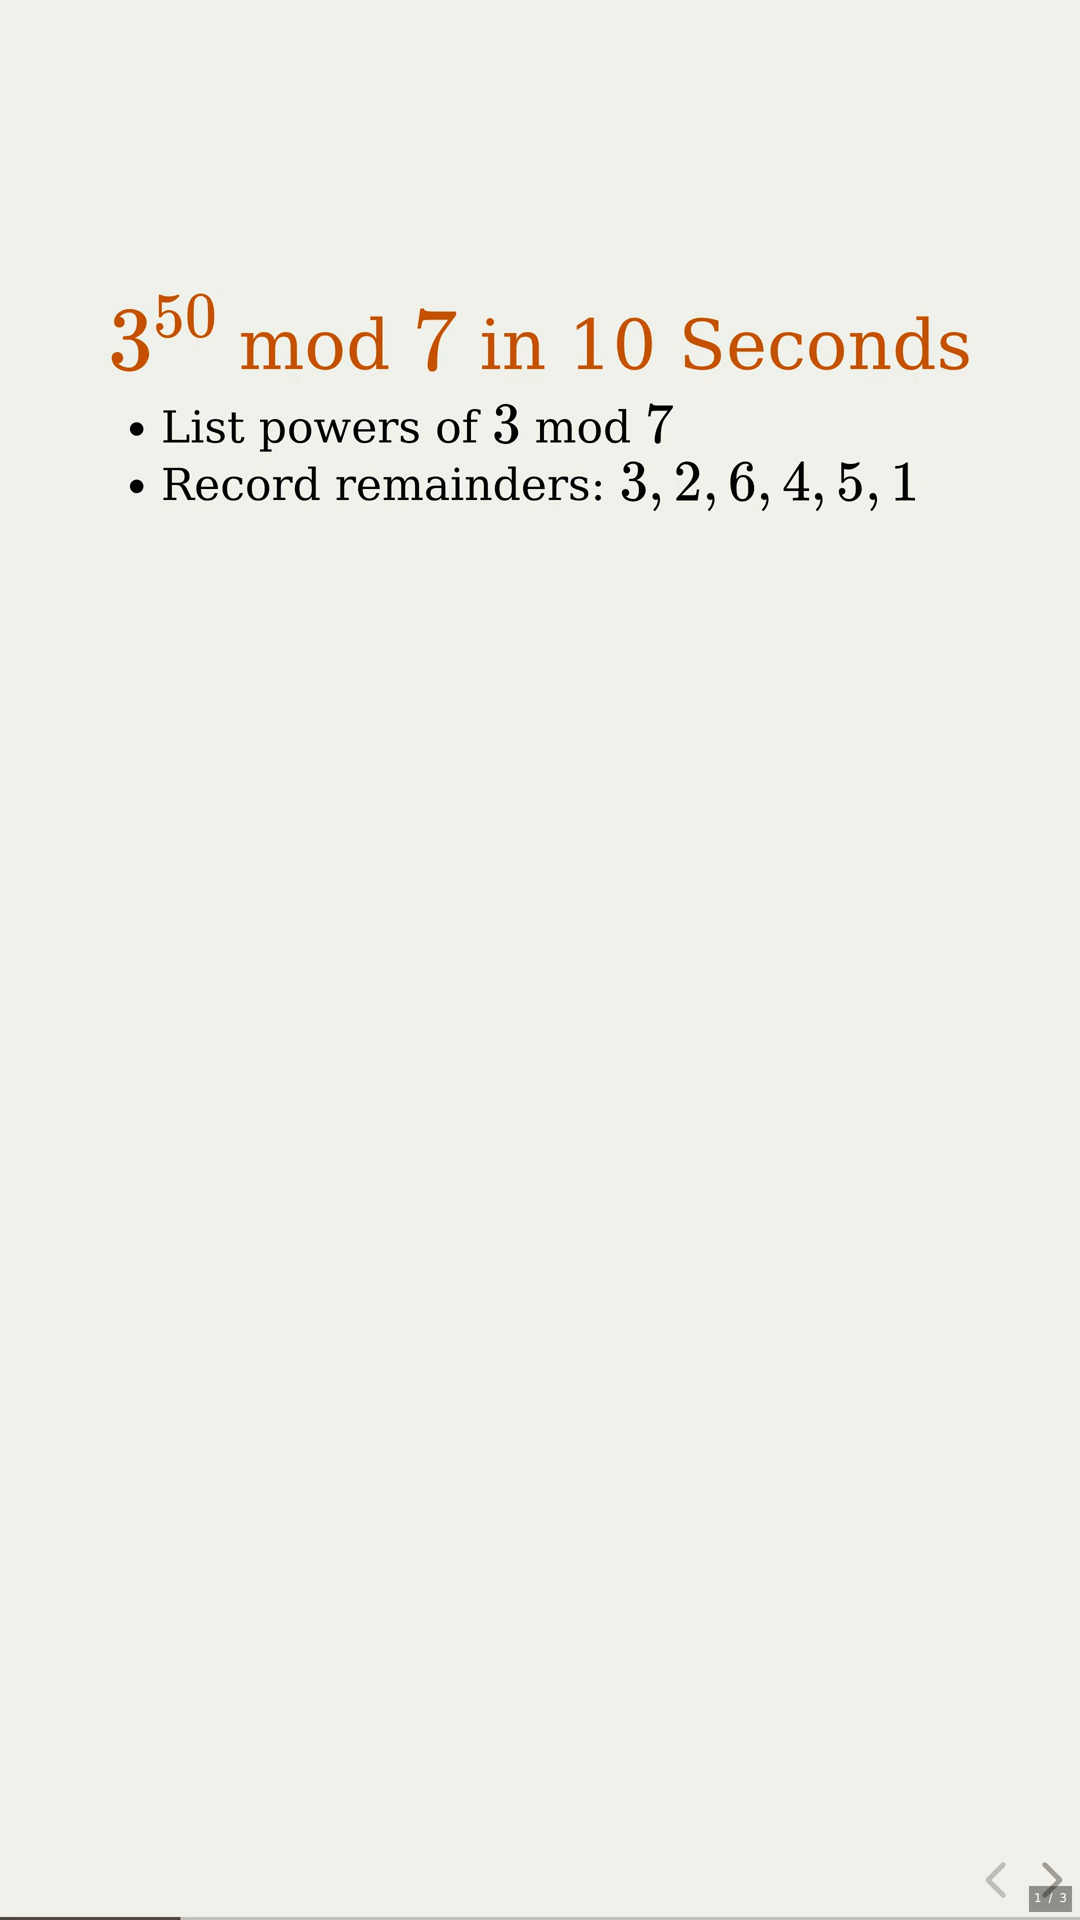 3^{50} mod 7 in 10 Seconds
• List powers of 3 mod 7
• Record remainders: 3, 2, 6, 4, 5, 1
1 / 3